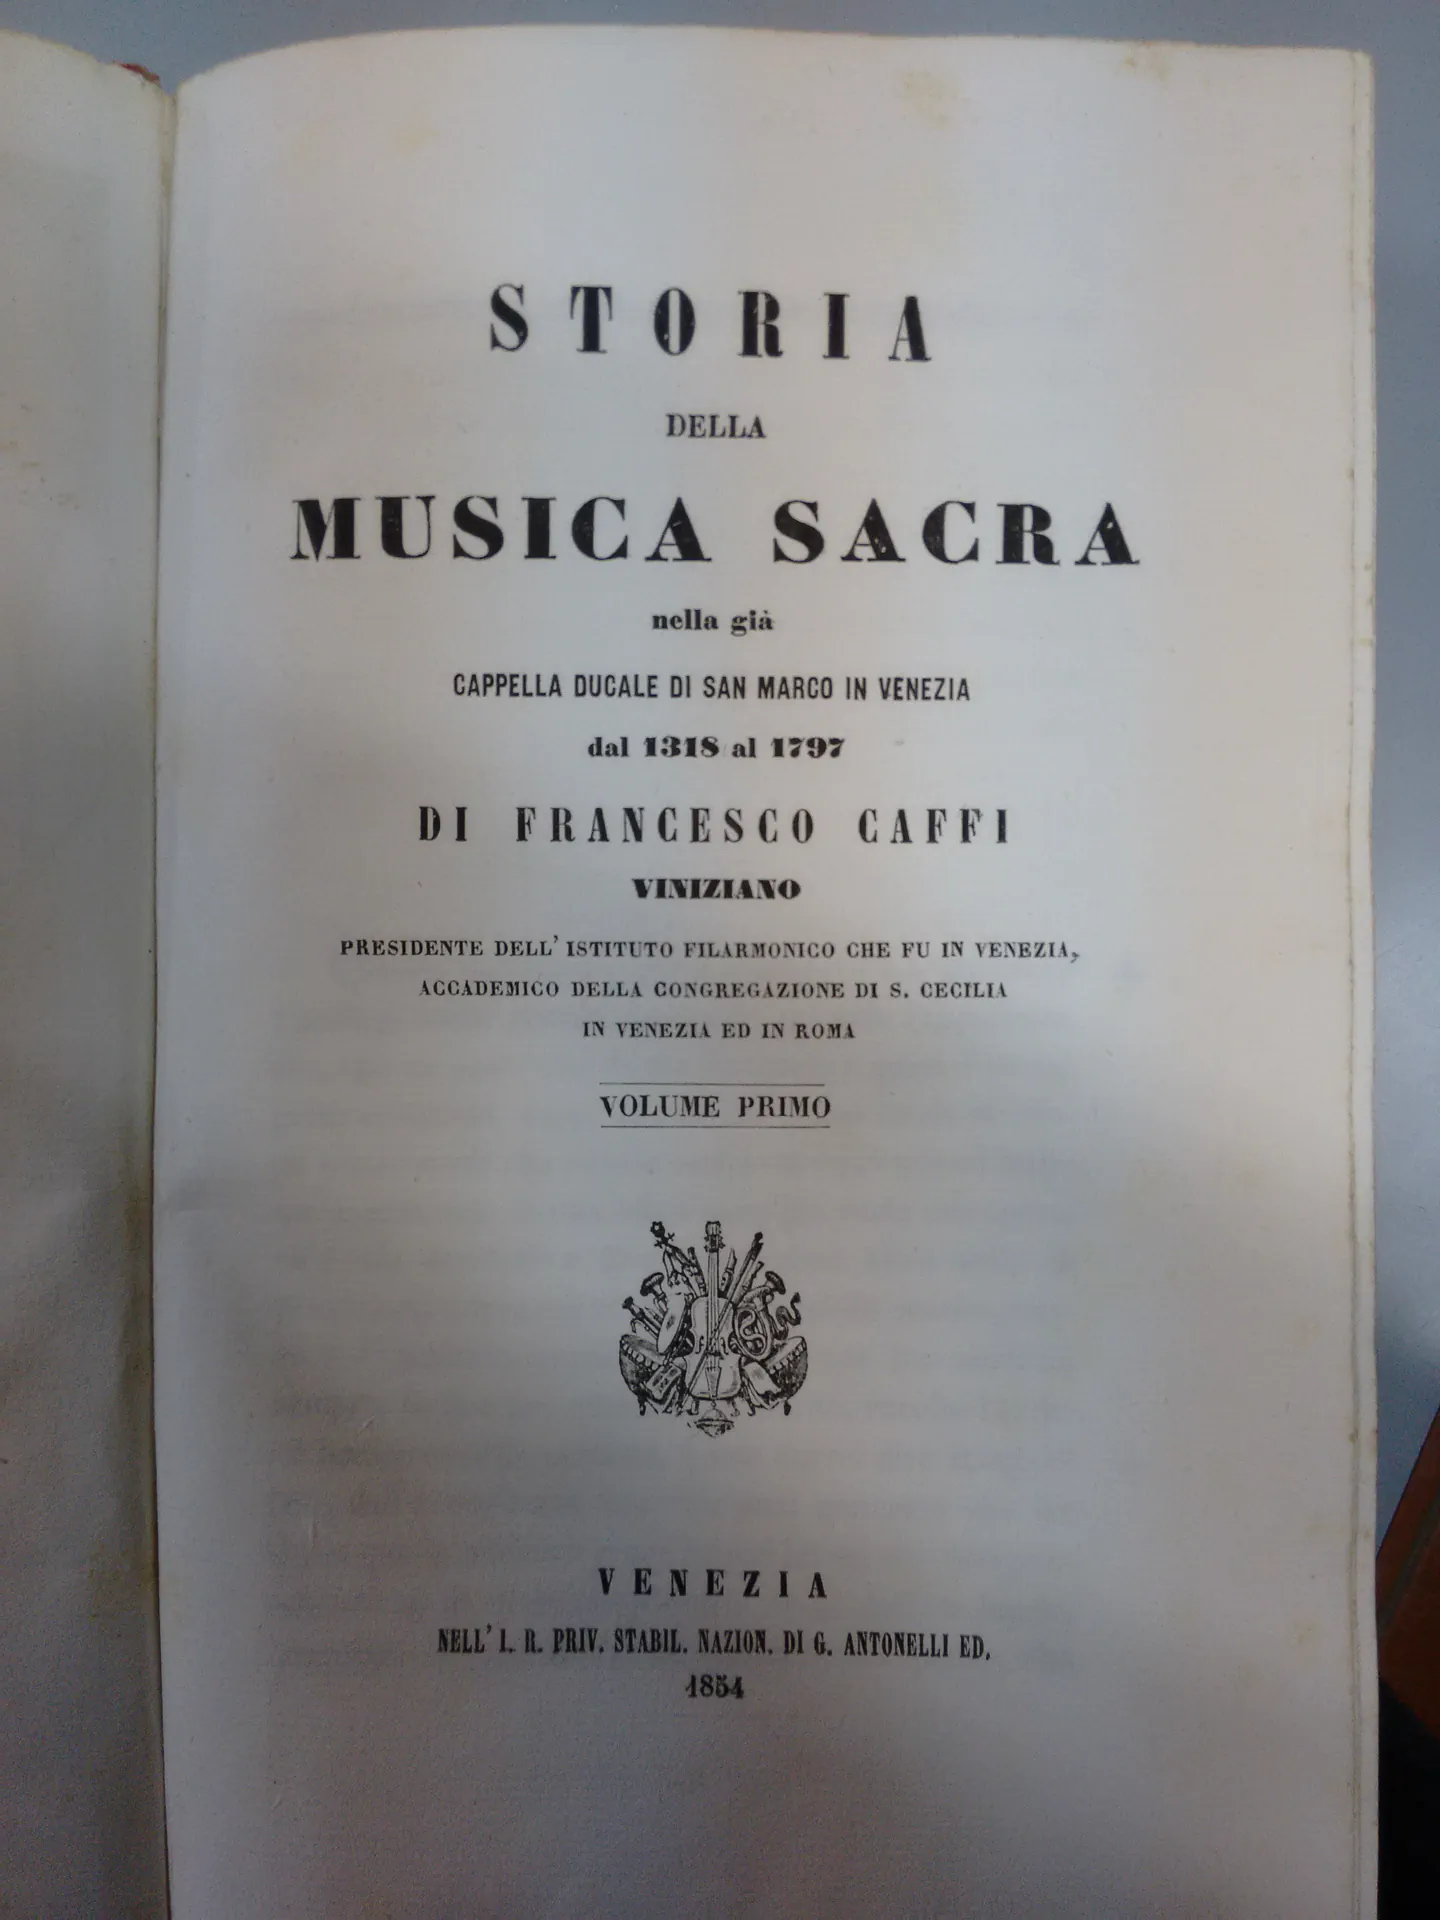 STORIA
DELLA
MUSICA SACRA
nella già
CAPPELLA DUCALE DI SAN MARCO IN VENEZIA
dal 1318 al 1797
DI FRANCESCO CAFFI
VINIZIANO
PRESIDENTE DELL' ISTITUTO FILARMONICO CHE FU IN VENEZIA,
ACCADEMICO DELLA CONGREGAZIONE DI S. CECILIA
IN VENEZIA ED IN ROMA
VOLUME PRIMO
VENEZIA
NELL' I. R. PRIV. STABIL. NAZION. DI G. ANTONELLI ED.
1854